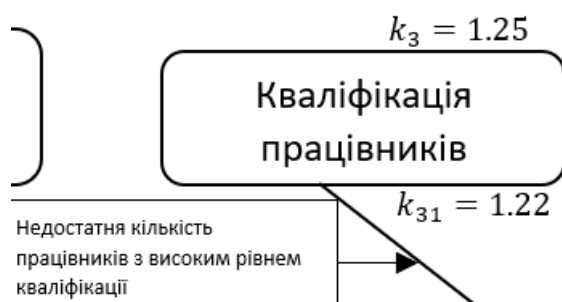 k₃ = 1.25
Кваліфікація
працівників
k₃₁ = 1.22
Недостатня кількість
працівників з високим рівнем
кваліфікації